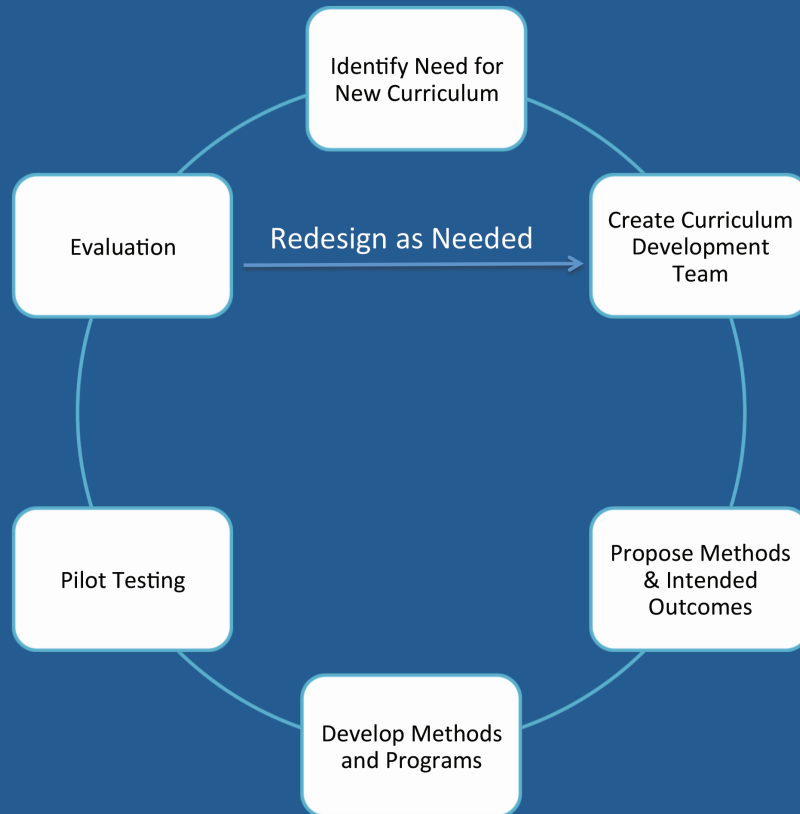 Identify Need for
New Curriculum
Evaluation
Redesign as Needed
Create Curriculum
Development
Team
Pilot Testing
Propose Methods
& Intended
Outcomes
Develop Methods
and Programs